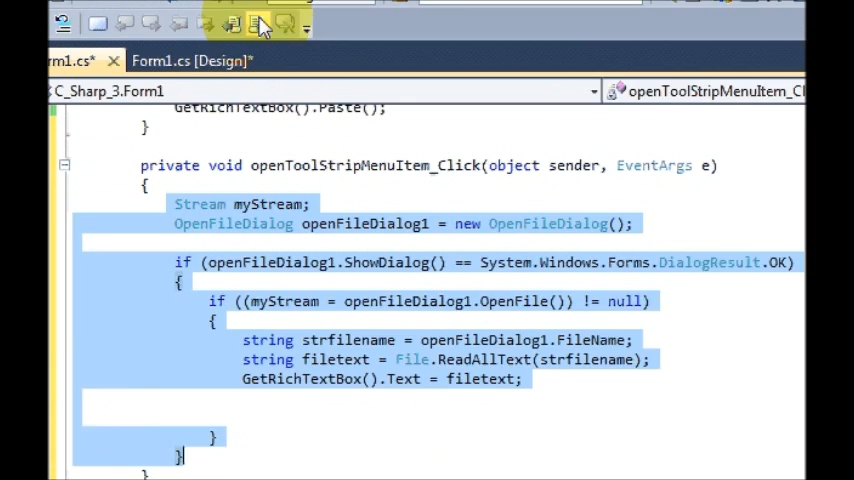 rm1.cs* Form1.cs [Design]*
C_Sharp_3.Form1 openToolStripMenuItem_Cl
GetRichTextBox().Paste();
}
private void openToolStripMenuItem_Click(object sender, EventArgs e)
{
Stream myStream;
OpenFileDialog openFileDialog1 = new OpenFileDialog();
if (openFileDialog1.ShowDialog() == System.Windows.Forms.DialogResult.OK)
{
if ((myStream = openFileDialog1.OpenFile()) != null)
{
string strfilename = openFileDialog1.FileName;
string filetext = File.ReadAllText(strfilename);
GetRichTextBox().Text = filetext;
}
}
}